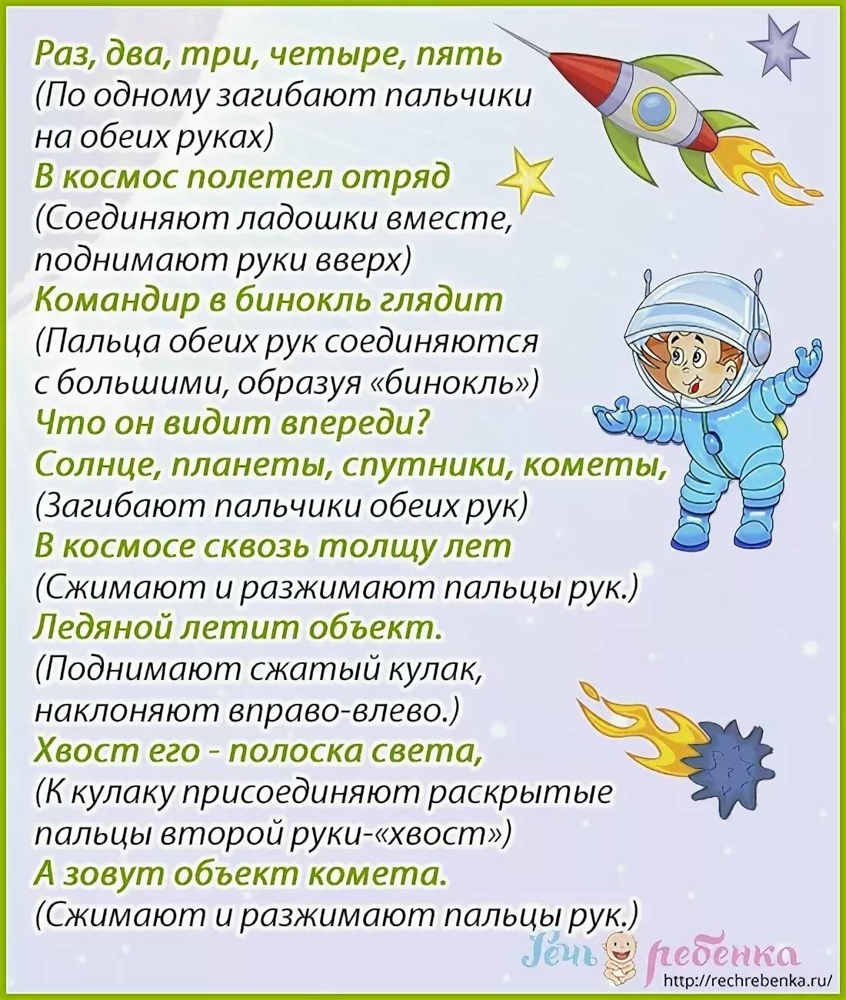 Раз, два, три, четыре, пять
(По одному загибают пальчики
на обеих руках)
В космос полетел отряд
(Соединяют ладошки вместе,
поднимают руки вверх)
Командир в бинокль глядит
(Пальца обеих рук соединяются
с большими, образуя «бинокль»)
Что он видит впереди?
Солнце, планеты, спутники, кометы,
(Загибают пальчики обеих рук)
В космосе сквозь толщу лет
(Сжимают и разжимают пальцы рук.)
Ледяной летит объект.
(Поднимают сжатый кулак,
наклоняют вправо-влево.)
Хвост его - полоска света,
(К кулаку присоединяют раскрытые
пальцы второй руки-«хвост»)
А зовут объект комета.
(Сжимают и разжимают пальцы рук.)
Речь ребенка
http://rechrebenka.ru/